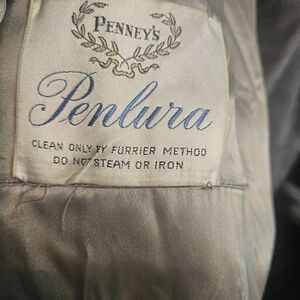 PENNEY'S
Penlura
CLEAN ONLY BY FURRIER METHOD
DO NOT STEAM OR IRON